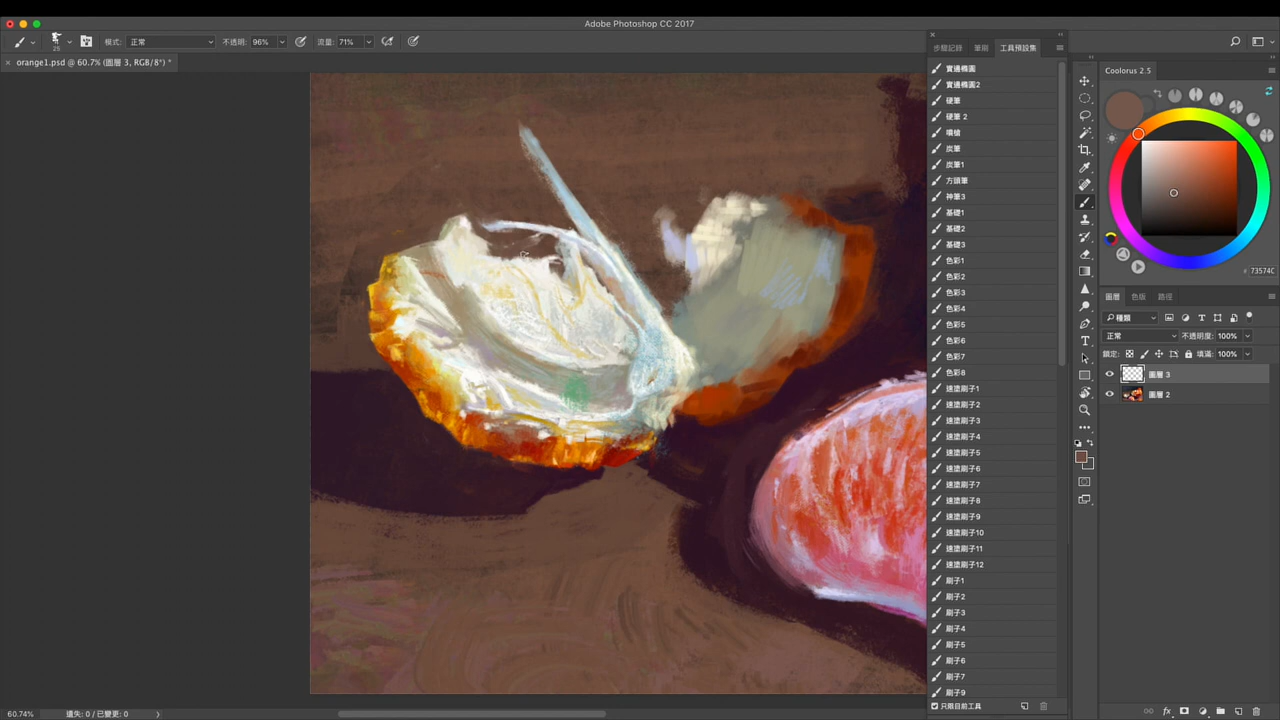 Adobe Photoshop CC 2017
25
模式:
正常
不透明:
96%
流量:
71%
orange1.psd @ 60.7% (圖層 3, RGB/8*) *
步驟記錄
筆刷
工具預設集
實邊橢圓
實邊橢圓2
硬筆
硬筆 2
噴槍
炭筆
炭筆1
方頭筆
神筆3
基礎1
基礎2
基礎3
色彩1
色彩2
色彩3
色彩4
色彩5
色彩6
色彩7
色彩8
速塗刷子1
速塗刷子2
速塗刷子3
速塗刷子4
速塗刷子5
速塗刷子6
速塗刷子7
速塗刷子8
速塗刷子9
速塗刷子10
速塗刷子11
速塗刷子12
刷子1
刷子2
刷子3
刷子4
刷子5
刷子6
刷子7
刷子9
只限目前工具
Coolorus 2.5
# 73574C
圖層
色版
路徑
種類
正常
不透明度:
100%
鎖定:
填滿:
100%
圖層 3
圖層 2
fx
60.74%
遺失: 0 / 已變更: 0